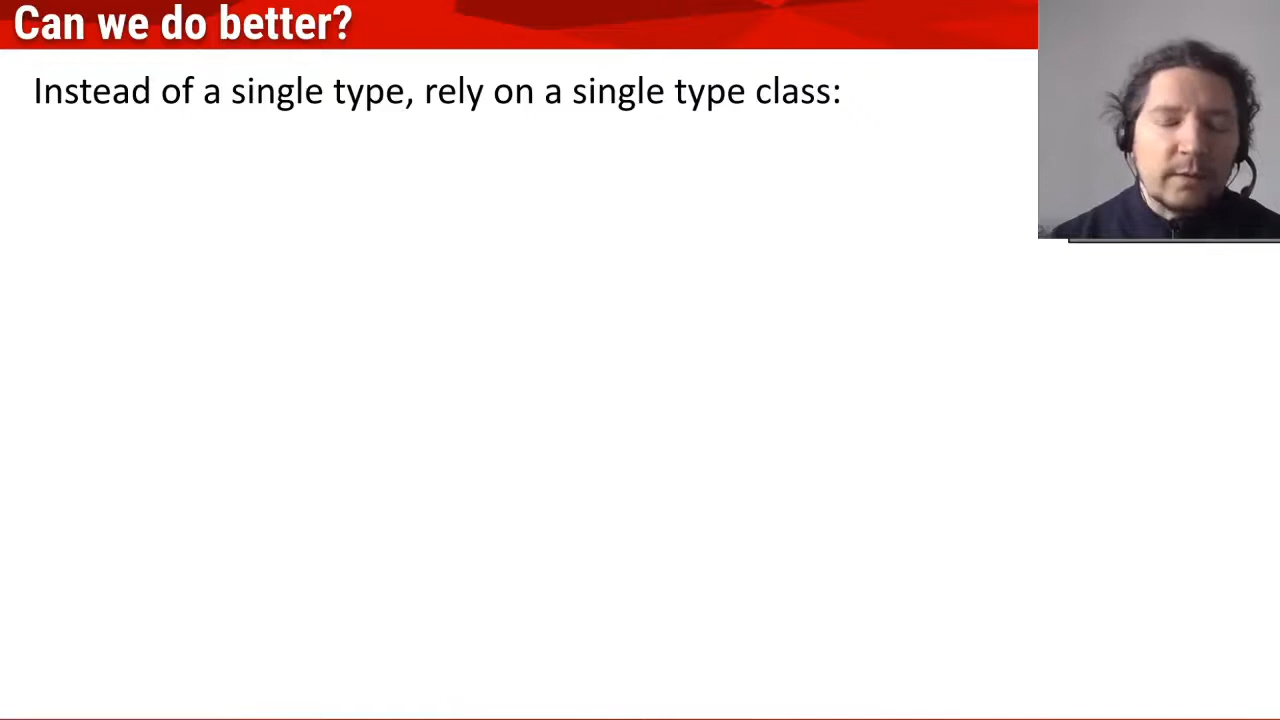 Can we do better?
Instead of a single type, rely on a single type class: